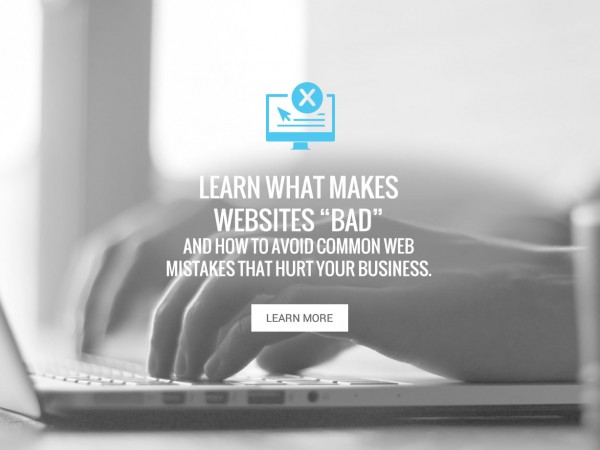 LEARN WHAT MAKES
WEBSITES “BAD”
AND HOW TO AVOID COMMON WEB
MISTAKES THAT HURT YOUR BUSINESS.
LEARN MORE